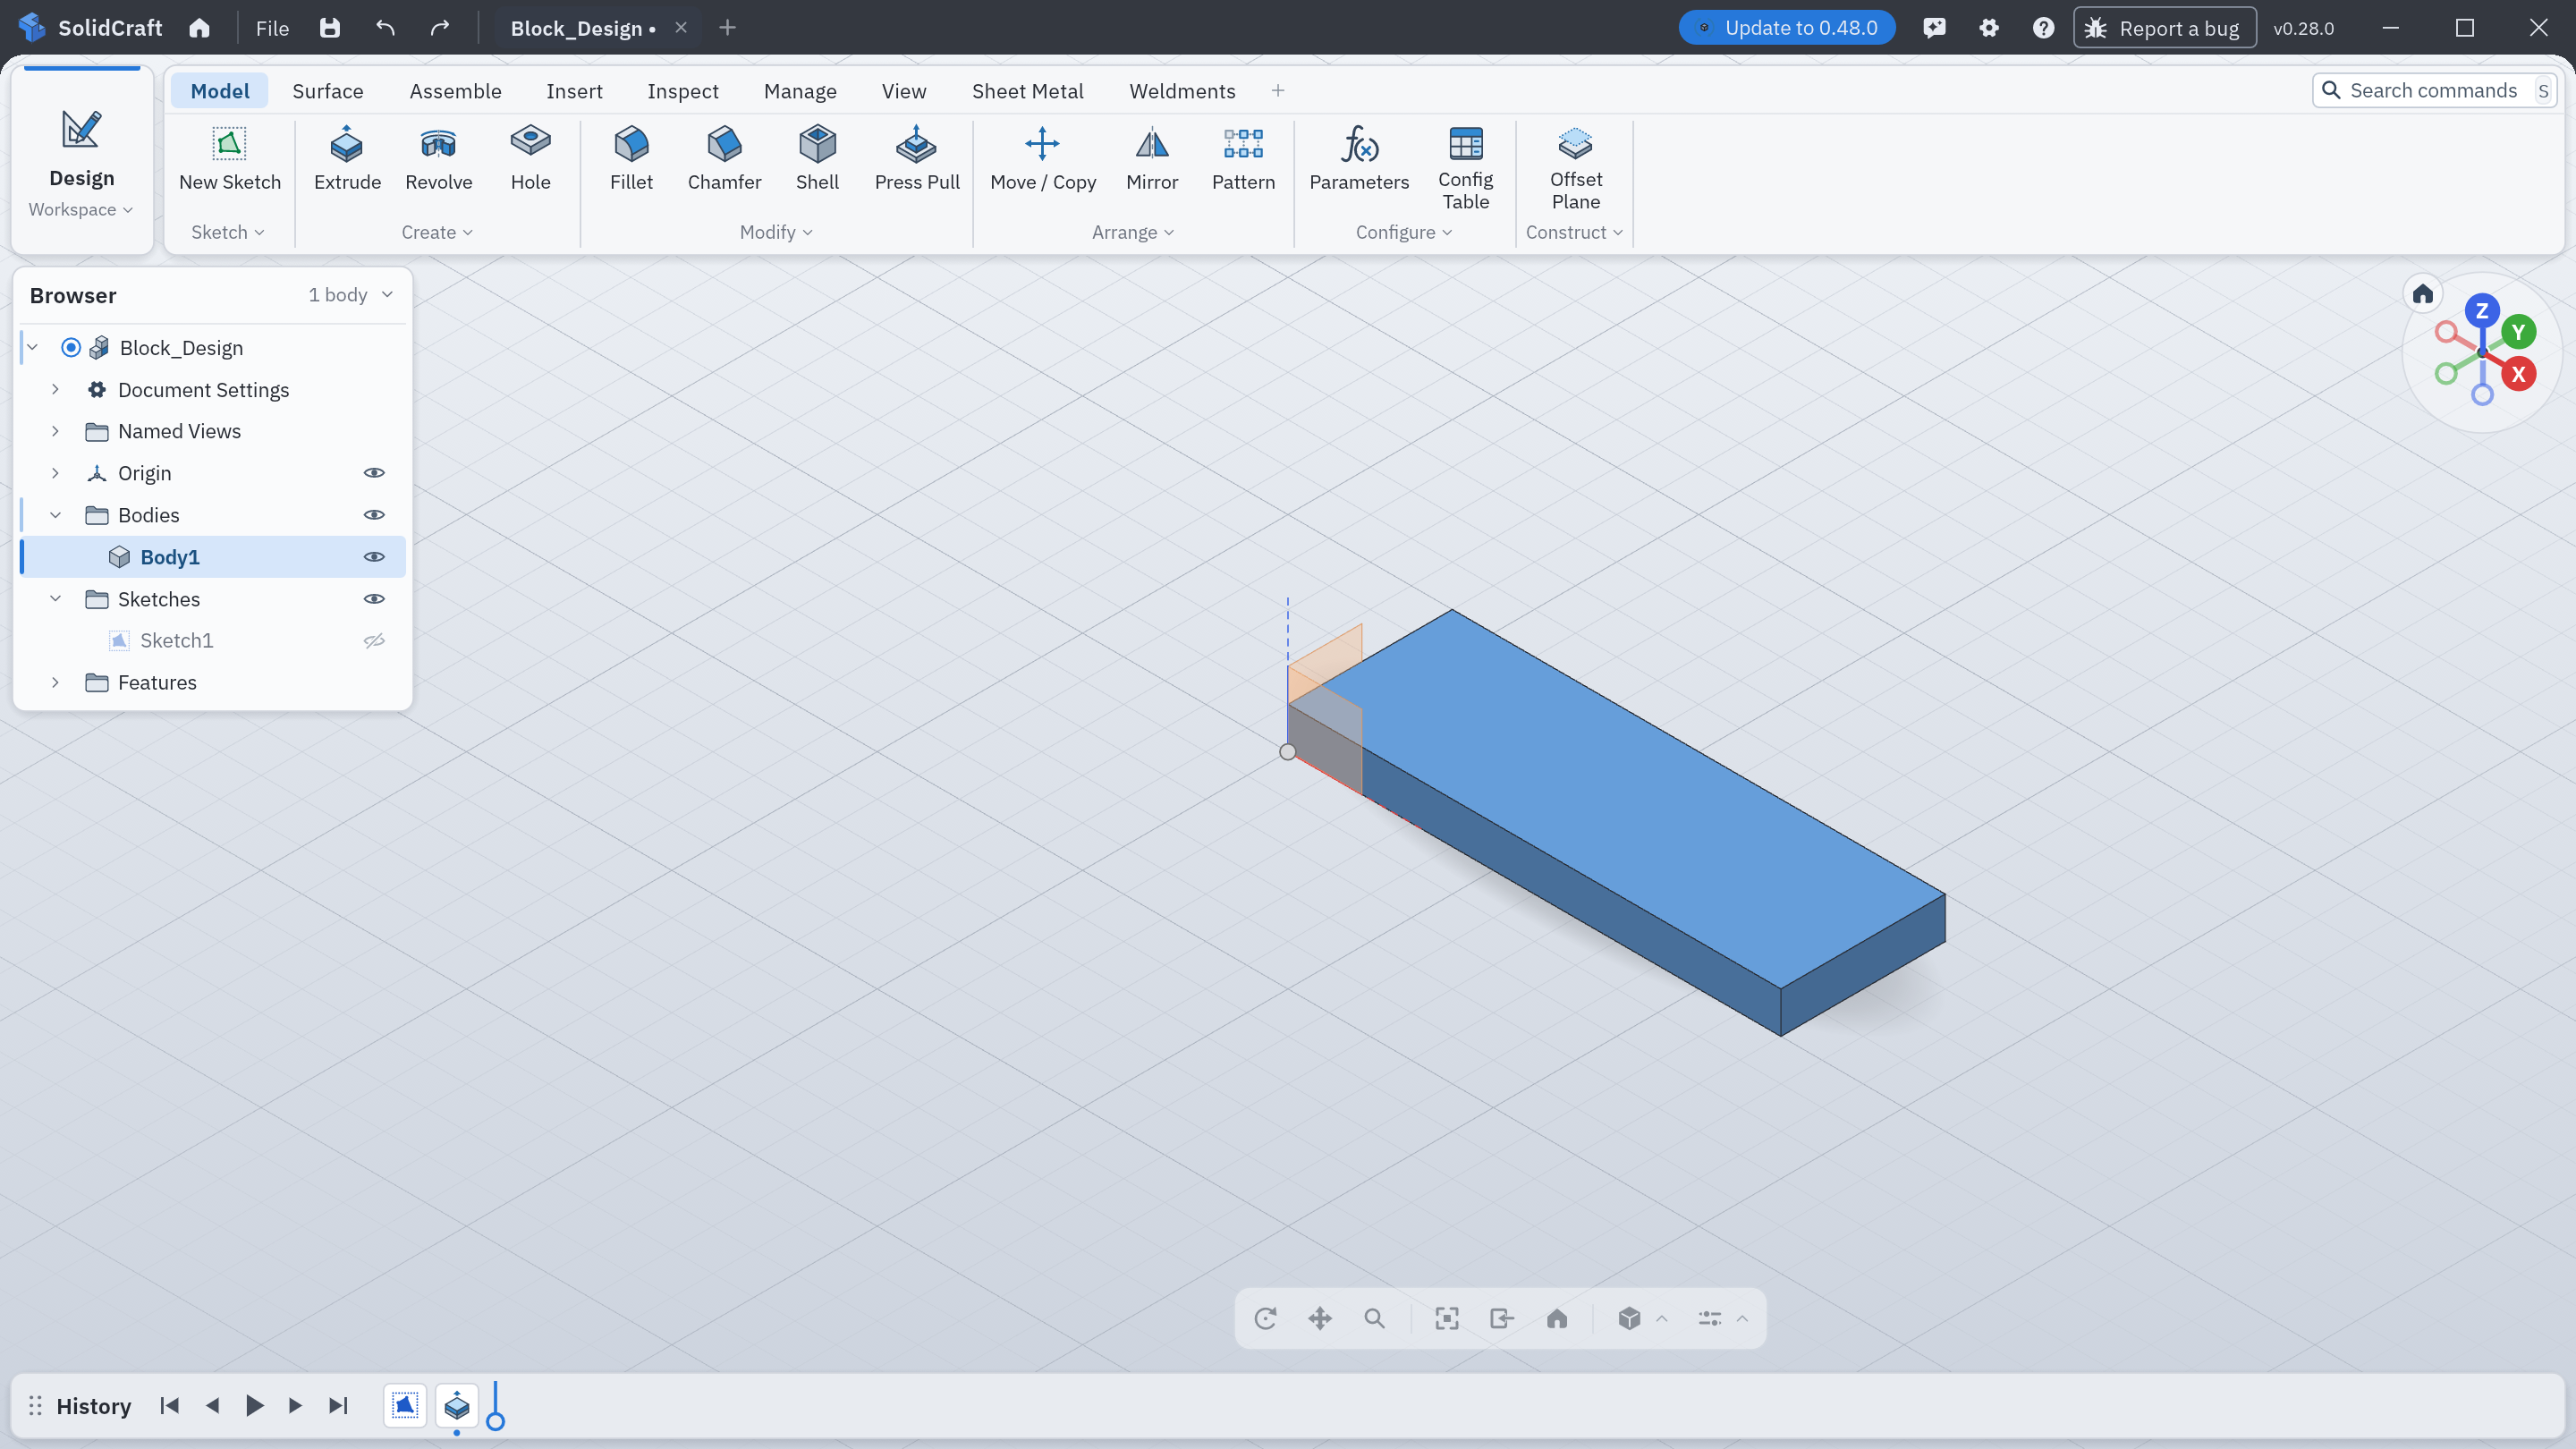 SolidCraft File Block_Design • Update to 0.48.0 Report a bug v0.28.0
Model Surface Assemble Insert Inspect Manage View Sheet Metal Weldments Search commands S
Design
Workspace
New Sketch Extrude Revolve Hole Fillet Chamfer Shell Press Pull Move / Copy Mirror Pattern Parameters Config Table Offset Plane
Sketch Create Modify Arrange Configure Construct
Browser 1 body
Block_Design
Document Settings
Named Views
Origin
Bodies
Body1
Sketches
Sketch1
Features
Z
Y
X
History